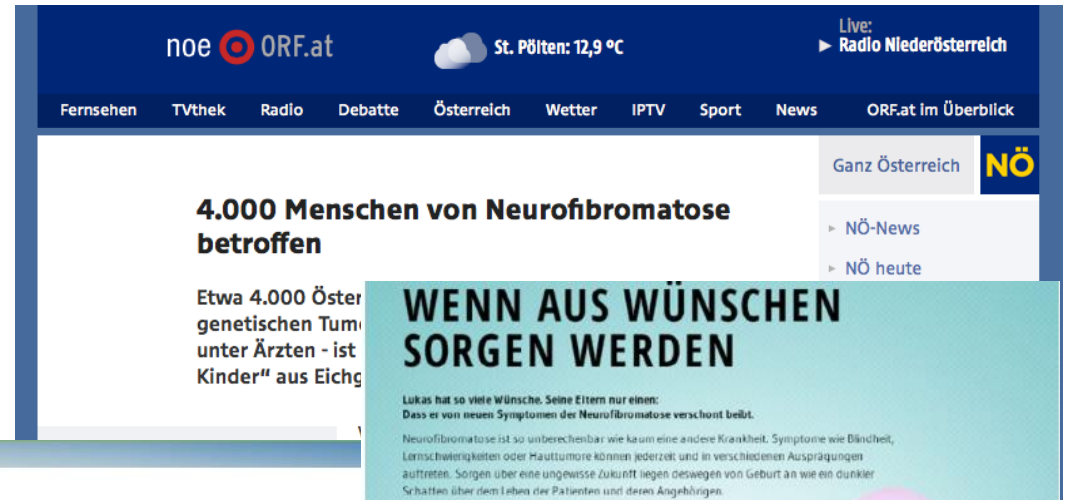 noe ORF.at
St. Pölten: 12,9 °C
Live:
Radio Niederösterreich
Fernsehen TVthek Radio Debatte Österreich Wetter IPTV Sport News ORF.at im Überblick
Ganz Österreich NÖ
NÖ-News
NÖ heute
4.000 Menschen von Neurofibromatose
betroffen
Etwa 4.000 Öster
genetischen Tum
unter Ärzten - ist
Kinder" aus Eichg
WENN AUS WÜNSCHEN
SORGEN WERDEN
Lukas hat so viele Wünsche. Seine Eltern nur einen:
Dass er von neuen Symptomen der Neurofibromatose verschont beibt.
Neurofibromatose ist so unberechenbar wie kaum eine andere Krankheit. Symptome wie Blindheit,
Lernschwierigkeiten oder Hauttumore können jederzeit und in verschiedenen Ausprägungen
auftreten. Sorgen über eine ungewisse Zukunft liegen deswegen von Geburt an wie ein dunkler
Schatten über dem Leben der Patienten und deren Angehörigen.